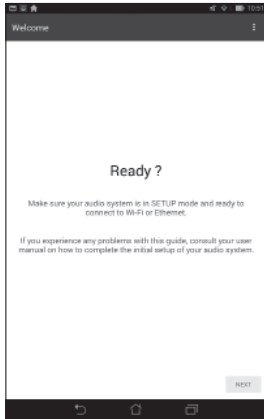 10:51
Welcome
Ready ?
Make sure your audio system is in SETUP mode and ready to
connect to Wi-Fi or Ethernet.
If you experience any problems with this guide, consult your user
manual on how to complete the initial setup of your audio system.
NEXT